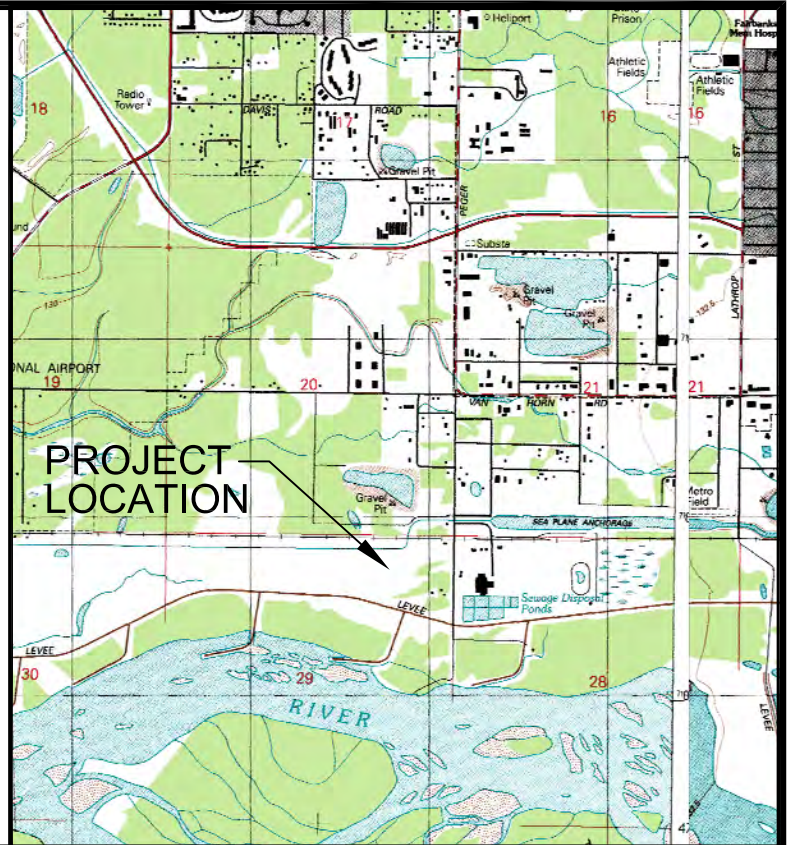 Heliport
Prison
Fairbanks
Mem Hosp
Athletic
Fields
Athletic
Fields
Radio
Tower
18
DAVIS
17
ROAD
16
16
Gravel Pit
ST
PEGER
Substa
Gravel
Pit
Gravel
Pit
LATHROP
130
132.5
NAL AIRPORT
19
20
21
21
VAN HORN RD
PROJECT
LOCATION
Gravel
Pit
Metro
Field
SEA PLANE ANCHORAGE
LEVEE
Sewage Disposal
Ponds
LEVEE
30
29
28
RIVER
LEVEE